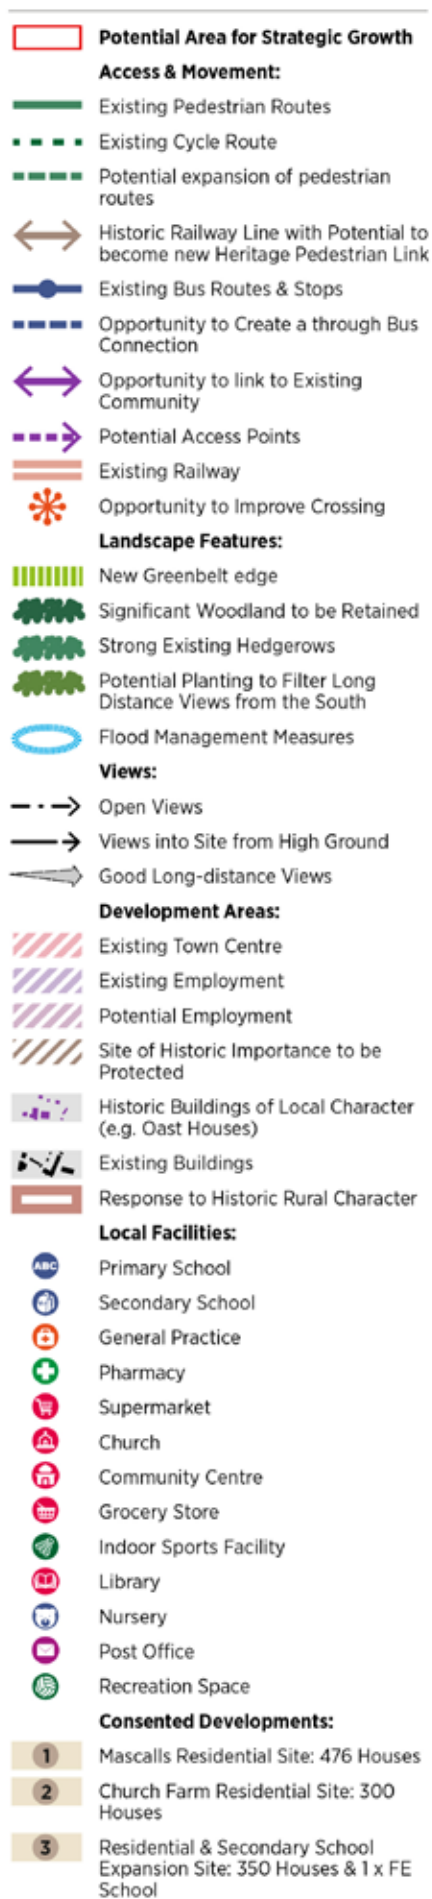 Potential Area for Strategic Growth
Access & Movement:
Existing Pedestrian Routes
Existing Cycle Route
Potential expansion of pedestrian
routes
Historic Railway Line with Potential to
become new Heritage Pedestrian Link
Existing Bus Routes & Stops
Opportunity to Create a through Bus
Connection
Opportunity to link to Existing
Community
Potential Access Points
Existing Railway
Opportunity to Improve Crossing
Landscape Features:
New Greenbelt edge
Significant Woodland to be Retained
Strong Existing Hedgerows
Potential Planting to Filter Long
Distance Views from the South
Flood Management Measures
Views:
Open Views
Views into Site from High Ground
Good Long-distance Views
Development Areas:
Existing Town Centre
Existing Employment
Potential Employment
Site of Historic Importance to be
Protected
Historic Buildings of Local Character
(e.g. Oast Houses)
Existing Buildings
Response to Historic Rural Character
Local Facilities:
ABC Primary School
Secondary School
General Practice
Pharmacy
Supermarket
Church
Community Centre
Grocery Store
Indoor Sports Facility
Library
Nursery
Post Office
Recreation Space
Consented Developments:
1 Mascalls Residential Site: 476 Houses
2 Church Farm Residential Site: 300
Houses
3 Residential & Secondary School
Expansion Site: 350 Houses & 1 x FE
School